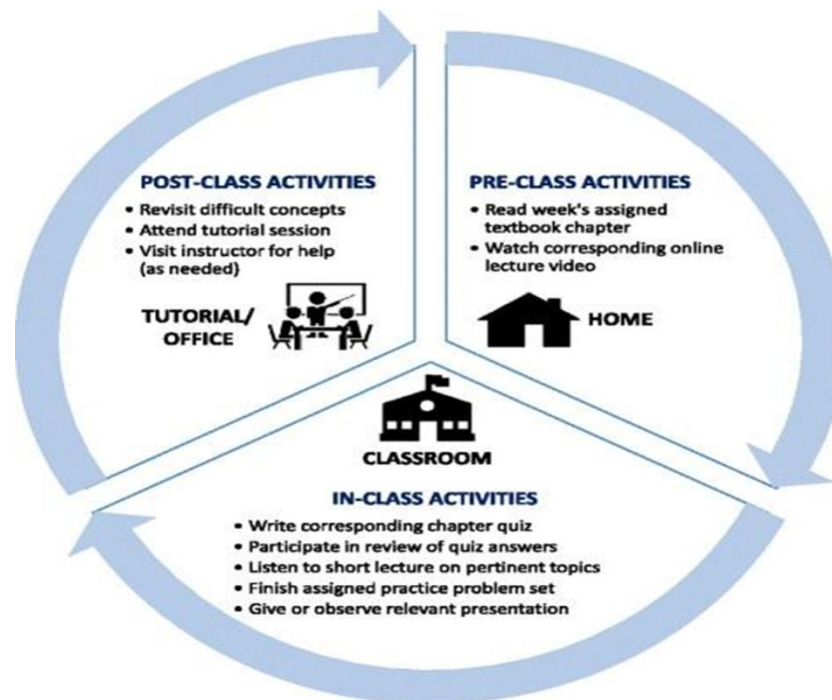 POST-CLASS ACTIVITIES
• Revisit difficult concepts
• Attend tutorial session
• Visit instructor for help
(as needed)
TUTORIAL/
OFFICE
PRE-CLASS ACTIVITIES
• Read week's assigned
textbook chapter
• Watch corresponding online
lecture video
HOME
CLASSROOM
IN-CLASS ACTIVITIES
• Write corresponding chapter quiz
• Participate in review of quiz answers
• Listen to short lecture on pertinent topics
• Finish assigned practice problem set
• Give or observe relevant presentation